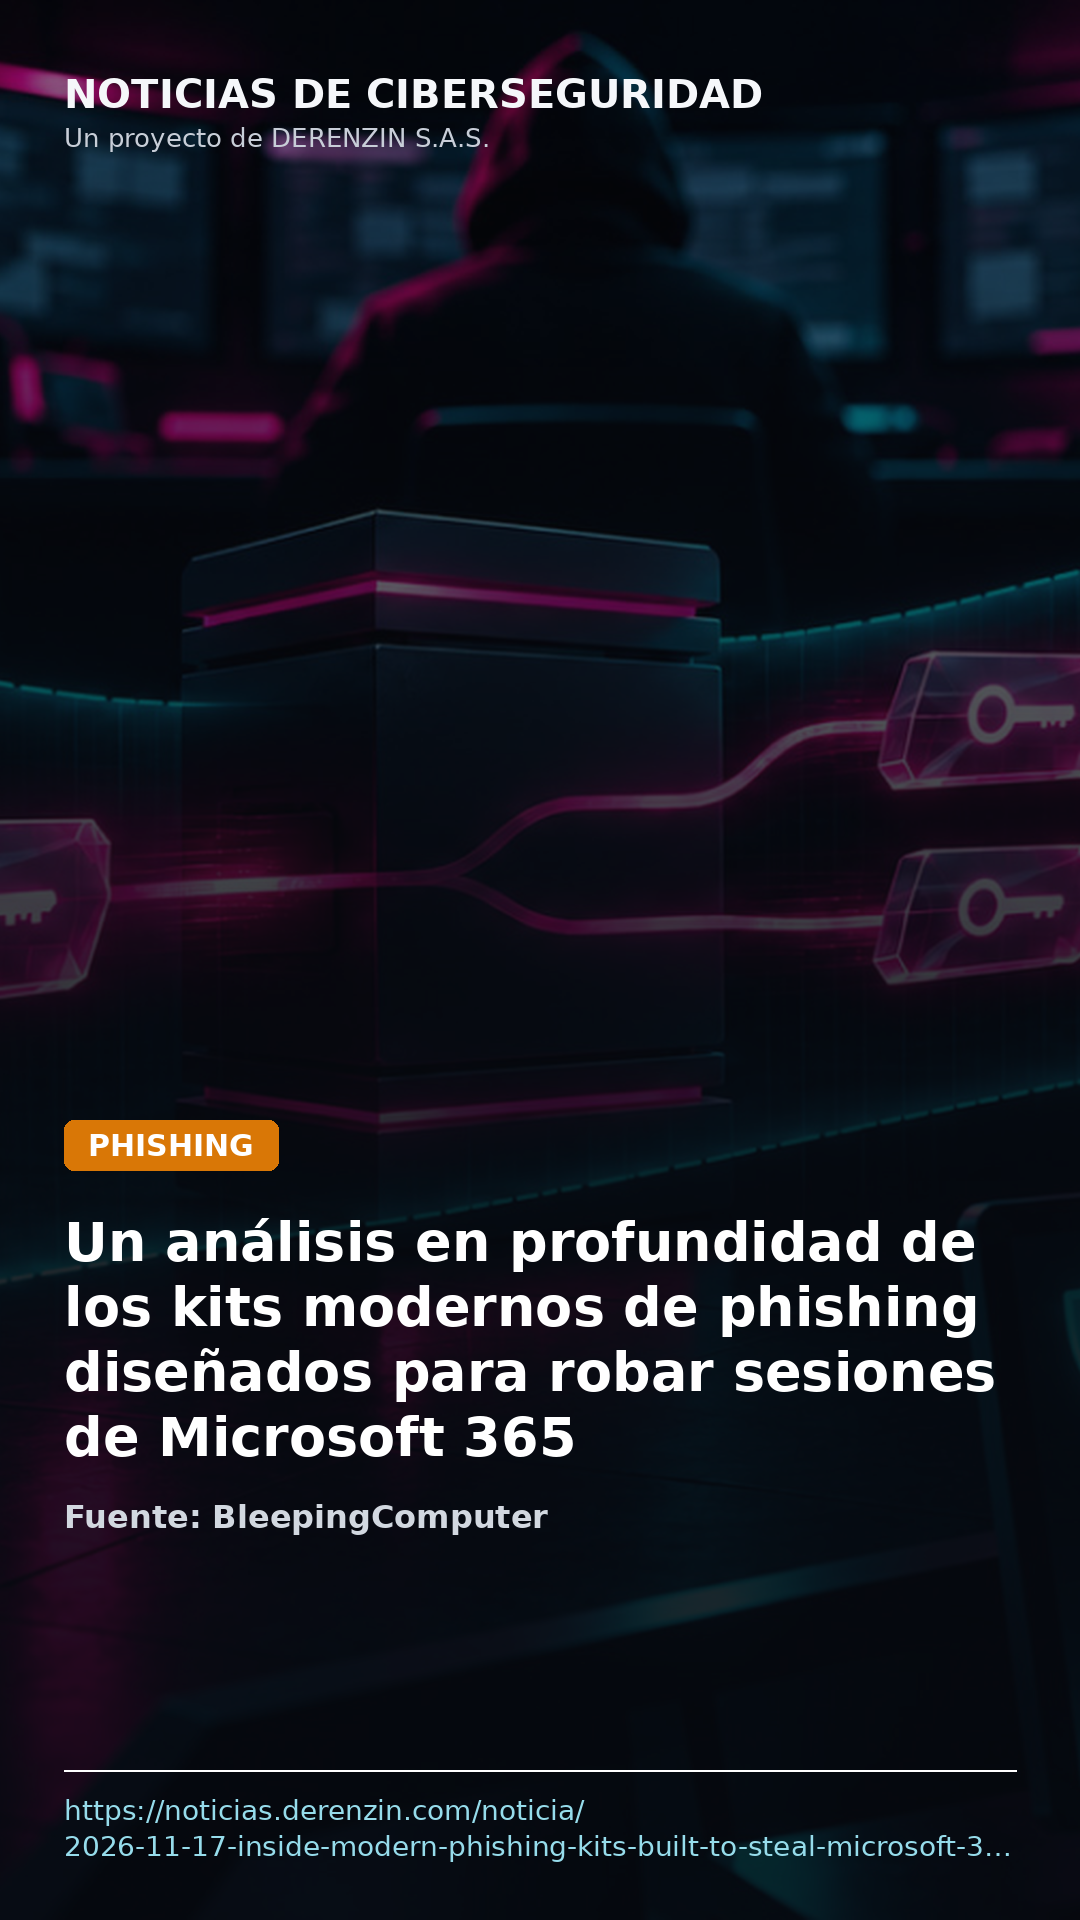 NOTICIAS DE CIBERSEGURIDAD
Un proyecto de DERENZIN S.A.S.
PHISHING
Un análisis en profundidad de
los kits modernos de phishing
diseñados para robar sesiones
de Microsoft 365
Fuente: BleepingComputer
https://noticias.derenzin.com/noticia/
2026-11-17-inside-modern-phishing-kits-built-to-steal-microsoft-3…